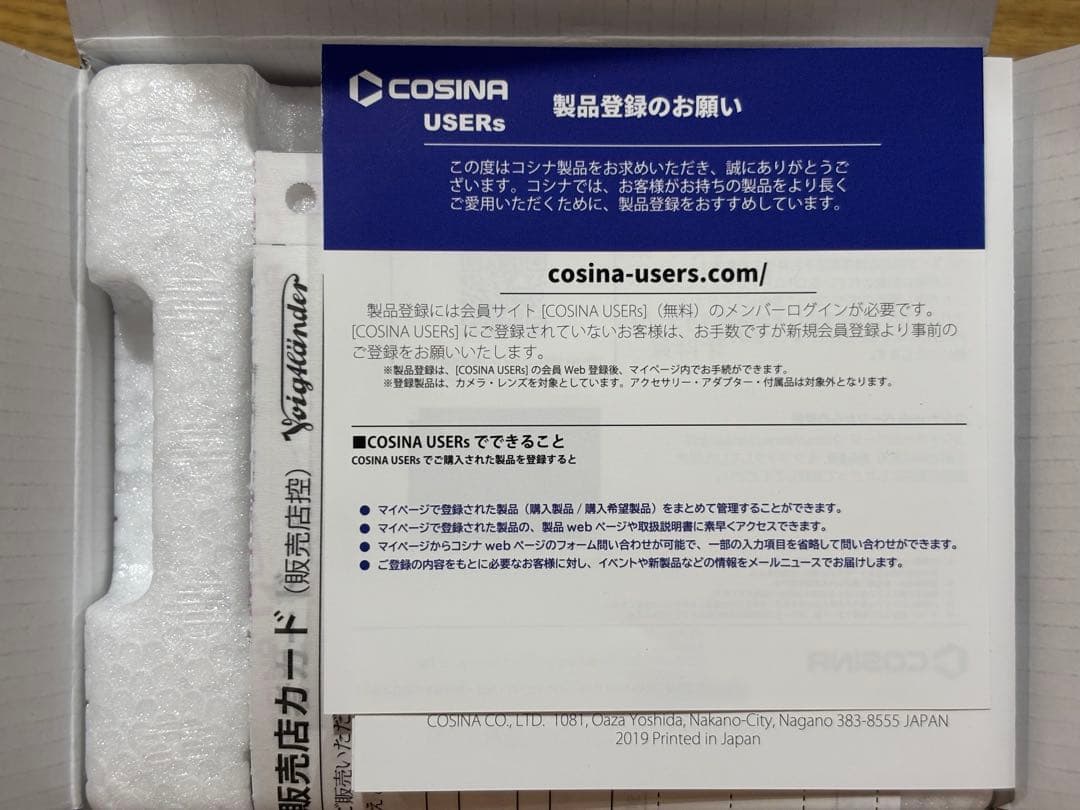 COSINA
USERs
製品登録のお願い
この度はコシナ製品をお求めいただき、誠にありがとうご
ざいます。コシナでは、お客様がお持ちの製品をより長く
ご愛用いただくために、製品登録をおすすめしています。
cosina-users.com/
製品登録には会員サイト [COSINA USERs]（無料）のメンバーログインが必要です。
[COSINA USERs] にご登録されていないお客様は、お手数ですが新規会員登録より事前の
ご登録をお願いいたします。
※製品登録は、[COSINA USERs] の会員 Web 登録後、マイページ内でお手続ができます。
※登録製品は、カメラ・レンズを対象としています。アクセサリー・アダプター・付属品は対象外となります。
■COSINA USERs でできること
COSINA USERs でご購入された製品を登録すると
● マイページで登録された製品（購入製品 / 購入希望製品）をまとめて管理することができます。
● マイページで登録された製品の、製品 web ページや取扱説明書に素早くアクセスできます。
● マイページからコシナ web ページのフォーム問い合わせが可能で、一部の入力項目を省略して問い合わせができます。
● ご登録の内容をもとに必要なお客様に対し、イベントや新製品などの情報をメールニュースでお届けします。
COSINA CO., LTD. 1081, Oaza Yoshida, Nakano-City, Nagano 383-8555 JAPAN
2019 Printed in Japan
Voigtländer
販売店カード（販売店控）
ご販売いただ